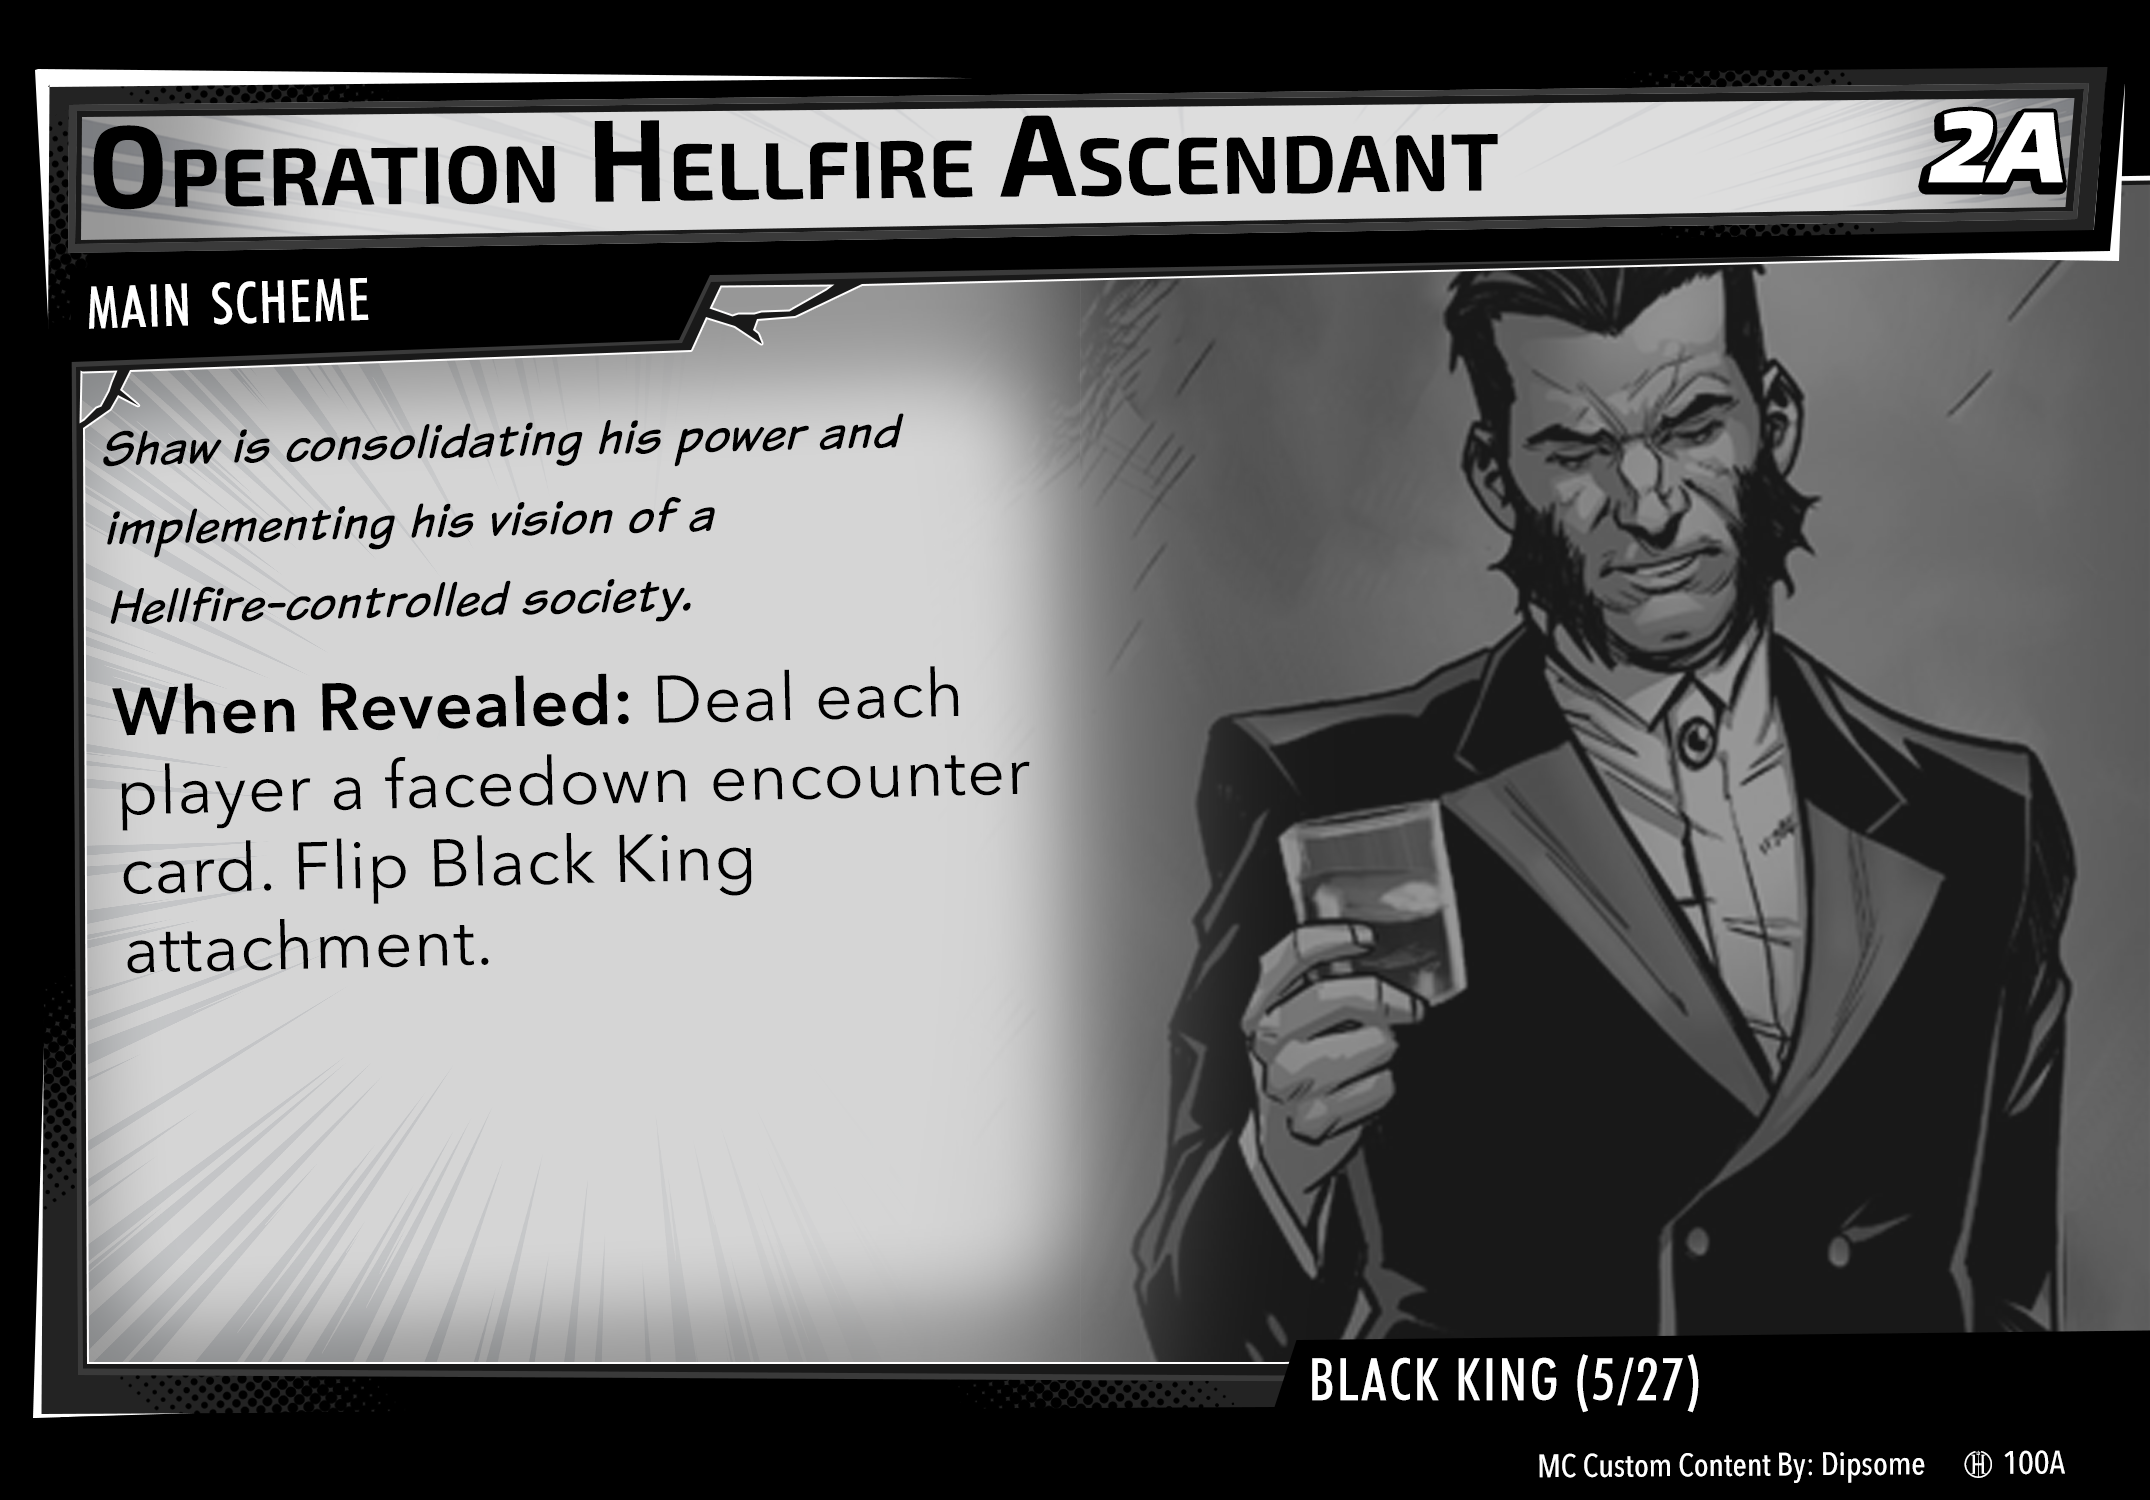 Operation Hellfire Ascendant
2A
MAIN SCHEME
Shaw is consolidating his power and
implementing his vision of a
Hellfire-controlled society.
When Revealed: Deal each
player a facedown encounter
card. Flip Black King
attachment.
BLACK KING (5/27)
MC Custom Content By: Dipsome H 100A